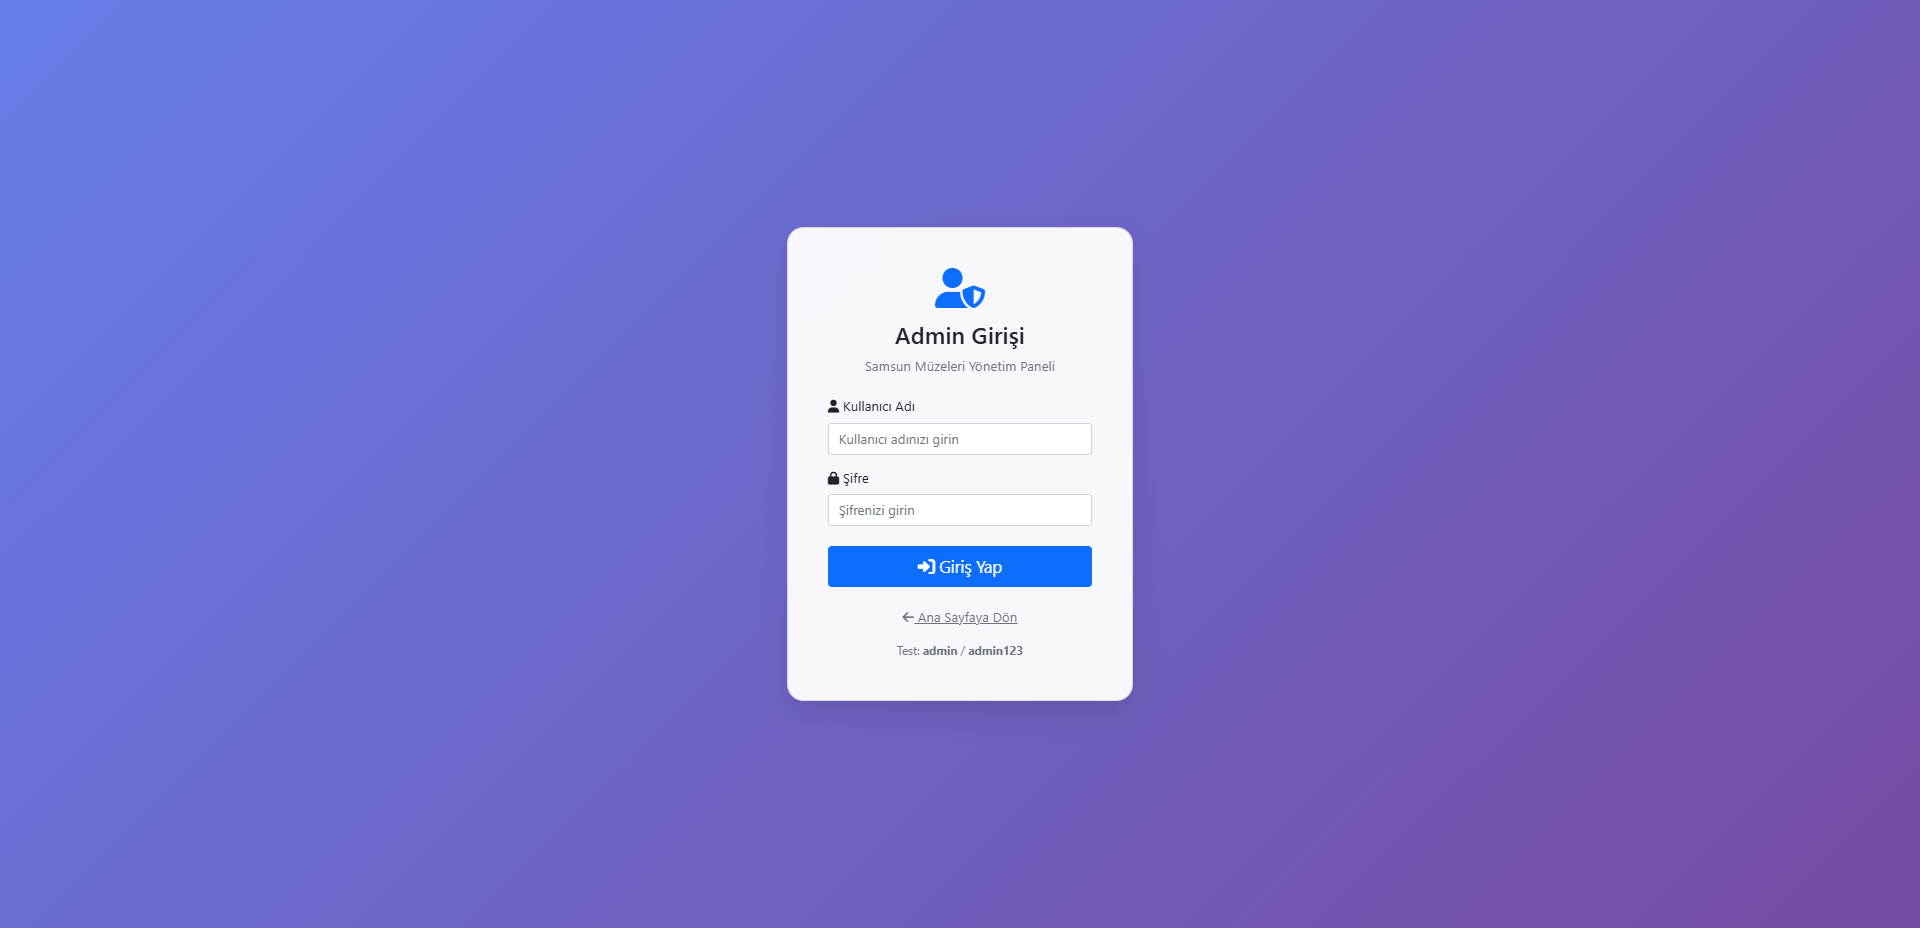 Admin Girişi
Samsun Müzeleri Yönetim Paneli
Kullanıcı Adı
Kullanıcı adınızı girin
Şifre
Şifrenizi girin
Giriş Yap
Ana Sayfaya Dön
Test: admin / admin123